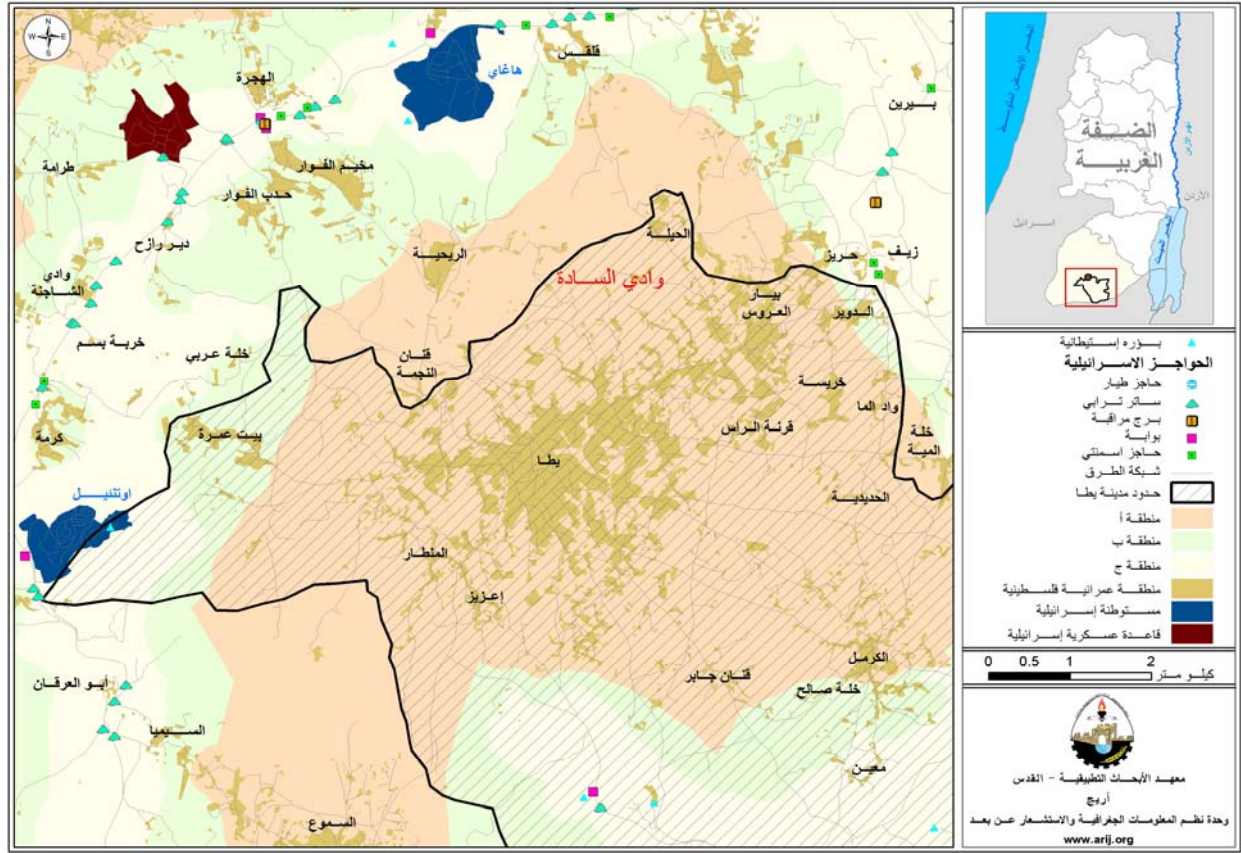 N
W E
S
قلقس
هاغاي
الهجرة
بيرين
مخيم الفوار
طرامة
حدب الفوار
دير رازح
الريحية
الحيلة
زيف
حريز
وادي الشاجنة
وادي السادة
بيار العروس
الدوير
خربة بسم
خلة عربي
قنان النجمة
خريسة
واد الما
كرمة
بيت عمرة
قرنة الراس
خلة المية
يطا
اوتنئيل
الحديدية
المنطار
إعزيز
الكرمل
أبو العرقان
قنان جابر
خلة صالح
السيميا
معين
السموع
البحر الأبيض المتوسط
الضفة الغربية
نهر الأردن
الأردن
اسرائيل
البحر الميت
بؤره إستيطانية
الحواجز الاسرائيلية
حاجز طيار
ساتر ترابي
برج مراقبة
بوابة
حاجز اسمنتي
شبكة الطرق
حدود مدينة يطا
منطقة أ
منطقة ب
منطقة ج
منطقة عمرانية فلسطينية
مستوطنة إسرائيلية
قاعدة عسكرية إسرائيلية
0 0.5 1 2
كيلو متر
معهد الأبحاث التطبيقية - القدس
أريج
وحدة نظم المعلومات الجغرافية والاستشعار عن بعد
www.arij.org